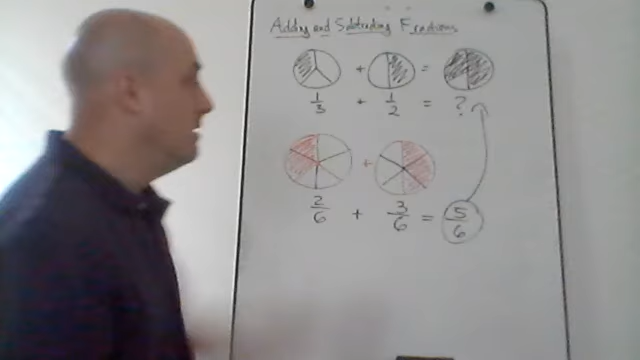 Adding and Subtracting Fractions
+ =
1/3 + 1/2 = ?
+
2/6 + 3/6 = 5/6